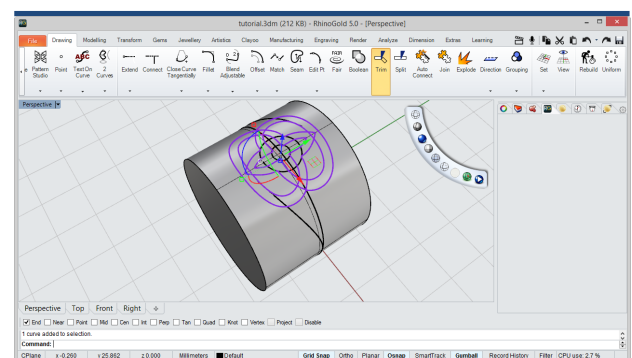 tutorial.3dm (212 KB) - RhinoGold 5.0 - [Perspective]
File Drawing Modelling Transform Gems Jewellery Artistics Clayoo Manufacturing Engraving Render Analyze Dimension Extras Learning
e Pattern Studio Point Text On Curve 2 Curves Extend Connect Close Curve Tangentially Fillet Blend Adjustable Offset Match Seam Edit Pt Fair Boolean Trim Split Auto Connect Join Explode Direction Grouping Set View Rebuild Uniform
Perspective
Perspective Top Front Right
End Near Point Mid Cen Int Perp Tan Quad Knot Vertex Project Disable
1 curve added to selection.
Command:
CPlane x -0.260 y 25.862 z 0.000 Millimeters Default Grid Snap Ortho Planar Osnap SmartTrack Gumball Record History Filter CPU use: 2.7 %